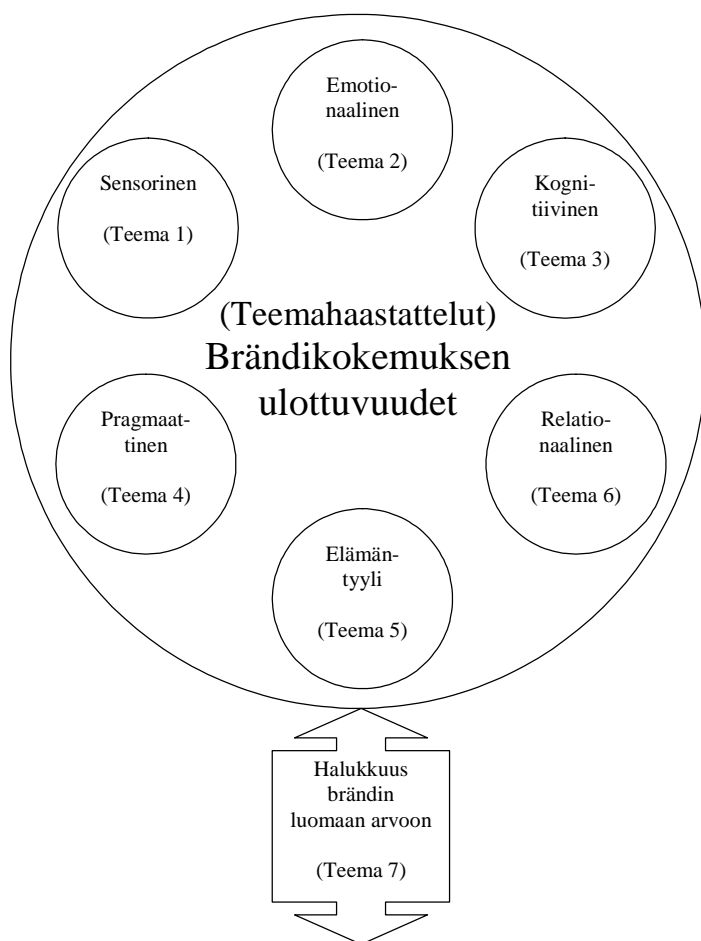 Emotio-
naalinen
(Teema 2)
Sensorinen
(Teema 1)
Kogni-
tiivinen
(Teema 3)
(Teemahaastattelut)
Brändikokemuksen
ulottuvuudet
Pragmaat-
tinen
(Teema 4)
Relatio-
naalinen
(Teema 6)
Elämän-
tyyli
(Teema 5)
Halukkuus
brändin
luomaan arvoon
(Teema 7)